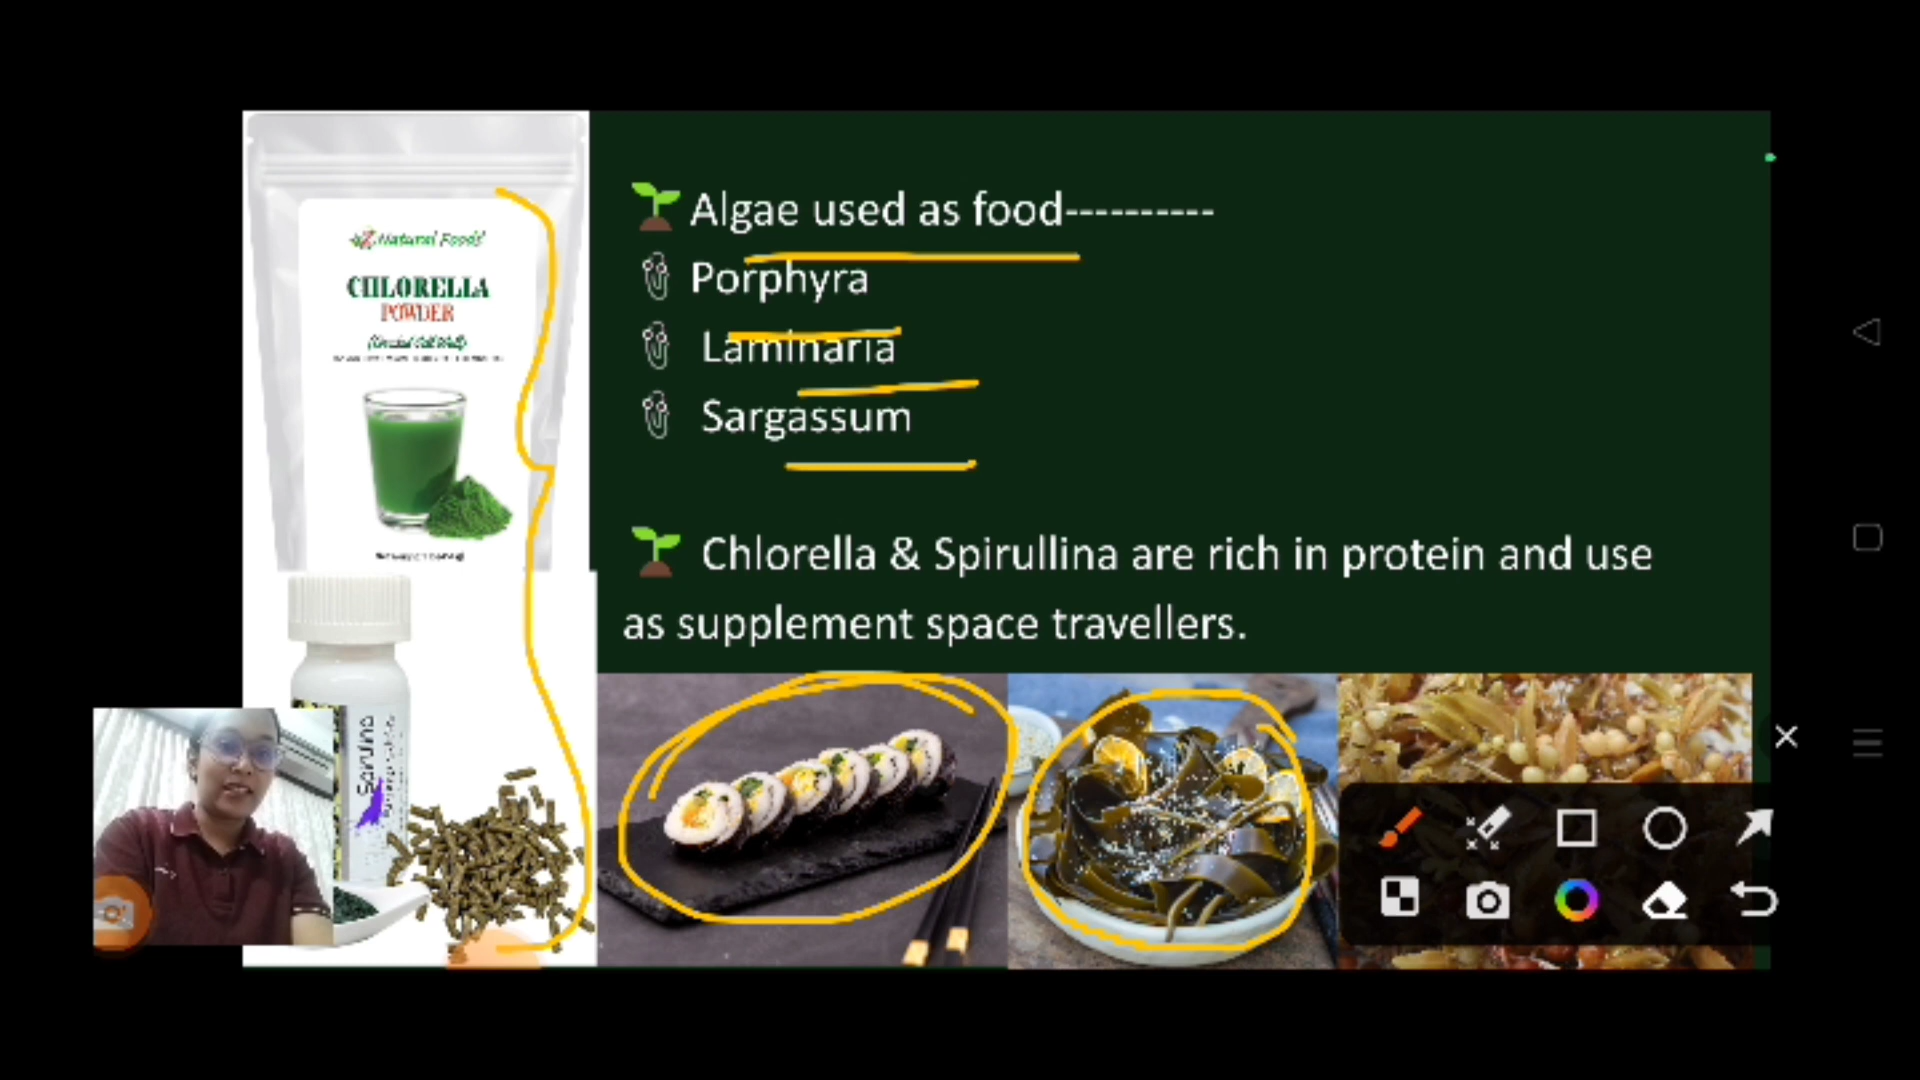 Natural Foods
CHLORELLA
POWDER
Algae used as food----------
Porphyra
Laminaria
Sargassum
Chlorella & Spirullina are rich in protein and use
as supplement space travellers.
Spirulina